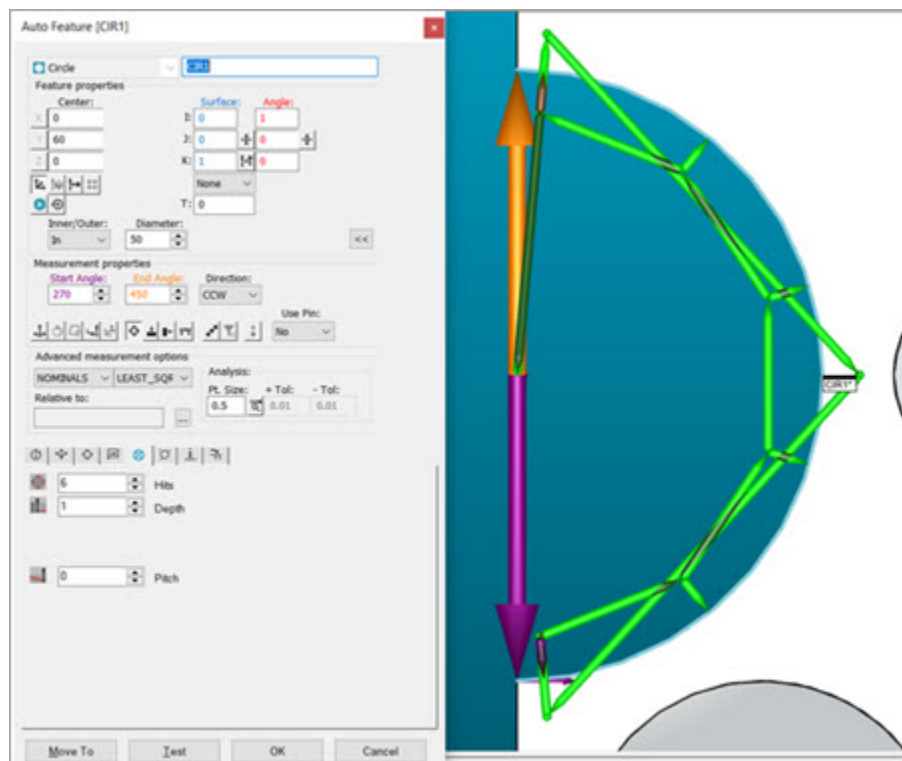 Auto Feature [CIR1]
Circle
CIR1
Feature properties
Center: Surface: Angle:
X 0 I: 0 1
Y 60 J: 0 0
Z 0 K: 1 0
None
T: 0
Inner/Outer: Diameter:
In 50 <<
Measurement properties
Start Angle: End Angle: Direction:
270 450 CCW
Use Pin:
No
Advanced measurement options
NOMINALS LEAST_SQR Analysis:
Pt. Size: + Tol: - Tol:
Relative to: 0.5 0.01 0.01
...
6 Hits
1 Depth
0 Pitch
Move To Test OK Cancel
CIR1*